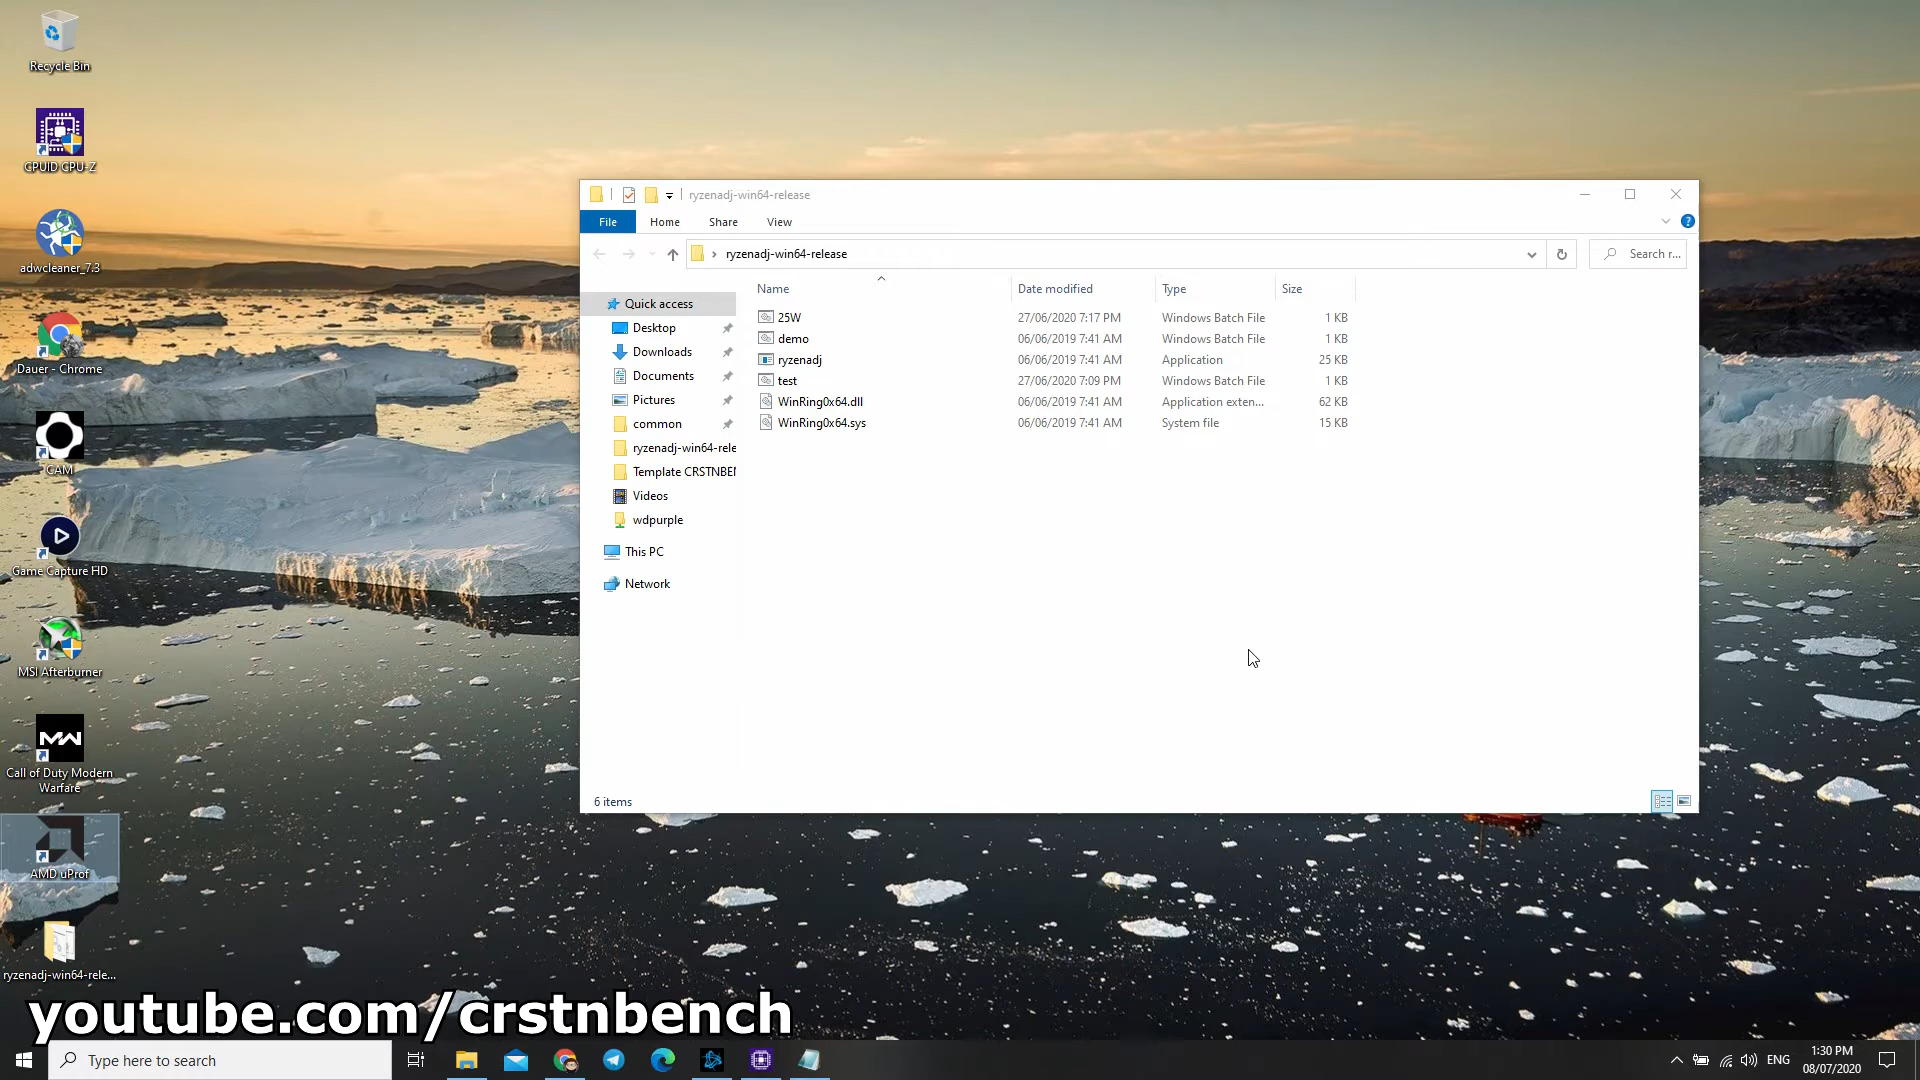 Recycle Bin
CPUID CPU-Z
adwcleaner_7.3
Dauer - Chrome
CAM
Game Capture HD
MSI Afterburner
MW
Call of Duty Modern
Warfare
AMD uProf
ryzenadj-win64-rele...
ryzenadj-win64-release
File Home Share View
ryzenadj-win64-release
Search r...
Name Date modified Type Size
Quick access
Desktop
Downloads
Documents
Pictures
common
ryzenadj-win64-rele
Template CRSTNBEN
Videos
wdpurple
This PC
Network
25W 27/06/2020 7:17 PM Windows Batch File 1 KB
demo 06/06/2019 7:41 AM Windows Batch File 1 KB
ryzenadj 06/06/2019 7:41 AM Application 25 KB
test 27/06/2020 7:09 PM Windows Batch File 1 KB
WinRing0x64.dll 06/06/2019 7:41 AM Application exten... 62 KB
WinRing0x64.sys 06/06/2019 7:41 AM System file 15 KB
6 items
youtube.com/crstnbench
Type here to search
ENG
1:30 PM
08/07/2020